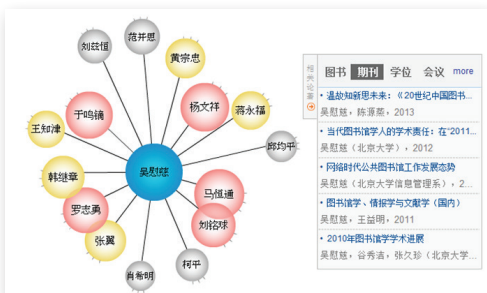 范并思
刘兹恒
黄宗忠
杨文祥
蒋永福
于鸣镝
王知津
邱均平
吴慰慈
韩继章
马恒通
罗志勇
刘铭球
张翼
柯平
肖希明
相关论著
图书 期刊 学位 会议 more
• 温故知新思未来：《20世纪中国图书...
吴慰慈，陈源蒸，2013
• 当代图书馆学人的学术责任：在“2011...
吴慰慈（北京大学），2012
• 网络时代公共图书馆工作发展态势
吴慰慈（北京大学信息管理系），2...
• 图书馆学、情报学与文献学（国内）
吴慰慈，王益明，2011
• 2010年图书馆学学术进展
吴慰慈，谷秀洁，张久珍（北京大学...